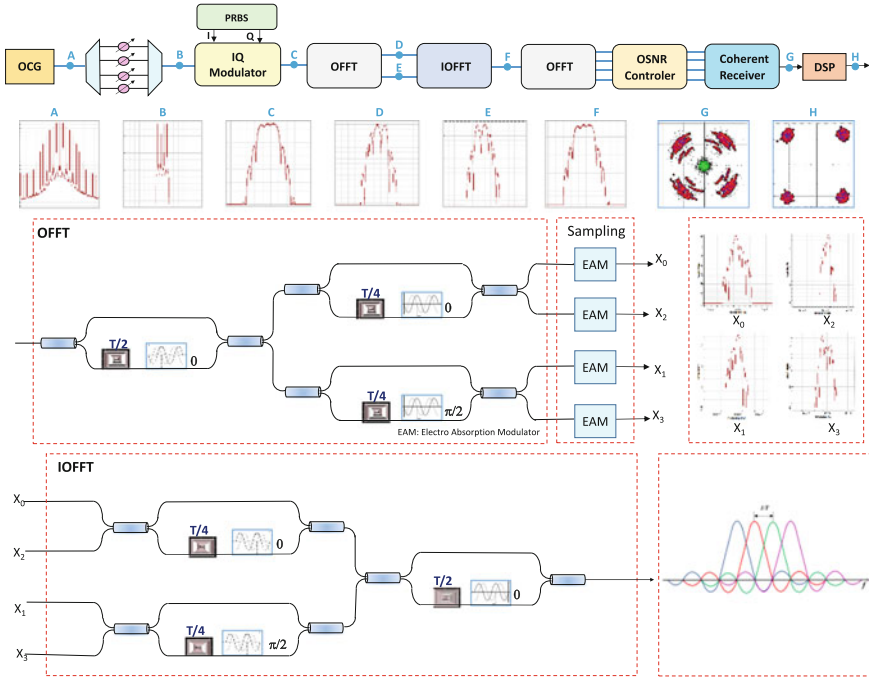 PRBS
I
Q
A
B
C
D
E
F
G
H
OCG
IQ Modulator
OFFT
IOFFT
OFFT
OSNR Controler
Coherent Receiver
DSP
A
B
C
D
E
F
G
H
OFFT
Sampling
T/4
0
EAM
X0
EAM
X2
T/2
0
T/4
π/2
EAM
X1
EAM
X3
EAM: Electro Absorption Modulator
X0
X2
X1
X3
IOFFT
X0
X2
T/4
0
T/2
0
X1
X3
T/4
π/2
f